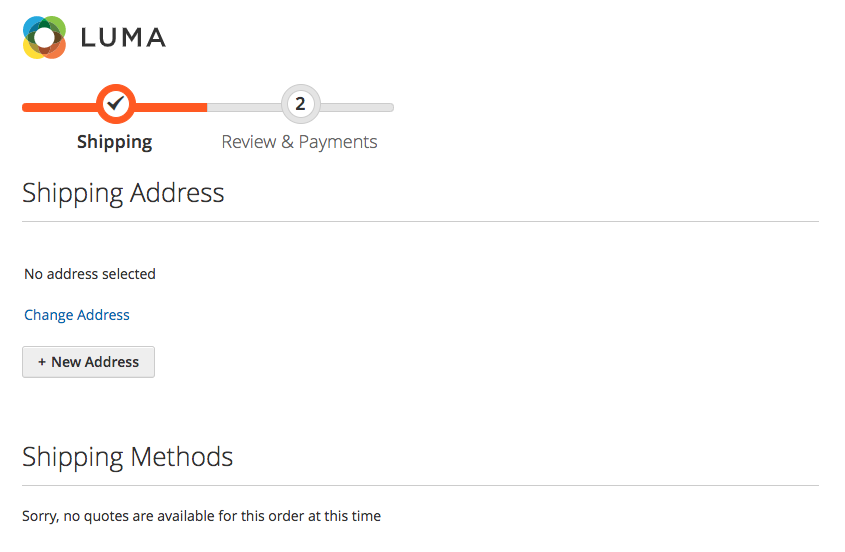 LUMA
2
Shipping
Review & Payments
Shipping Address
No address selected
Change Address
+ New Address
Shipping Methods
Sorry, no quotes are available for this order at this time